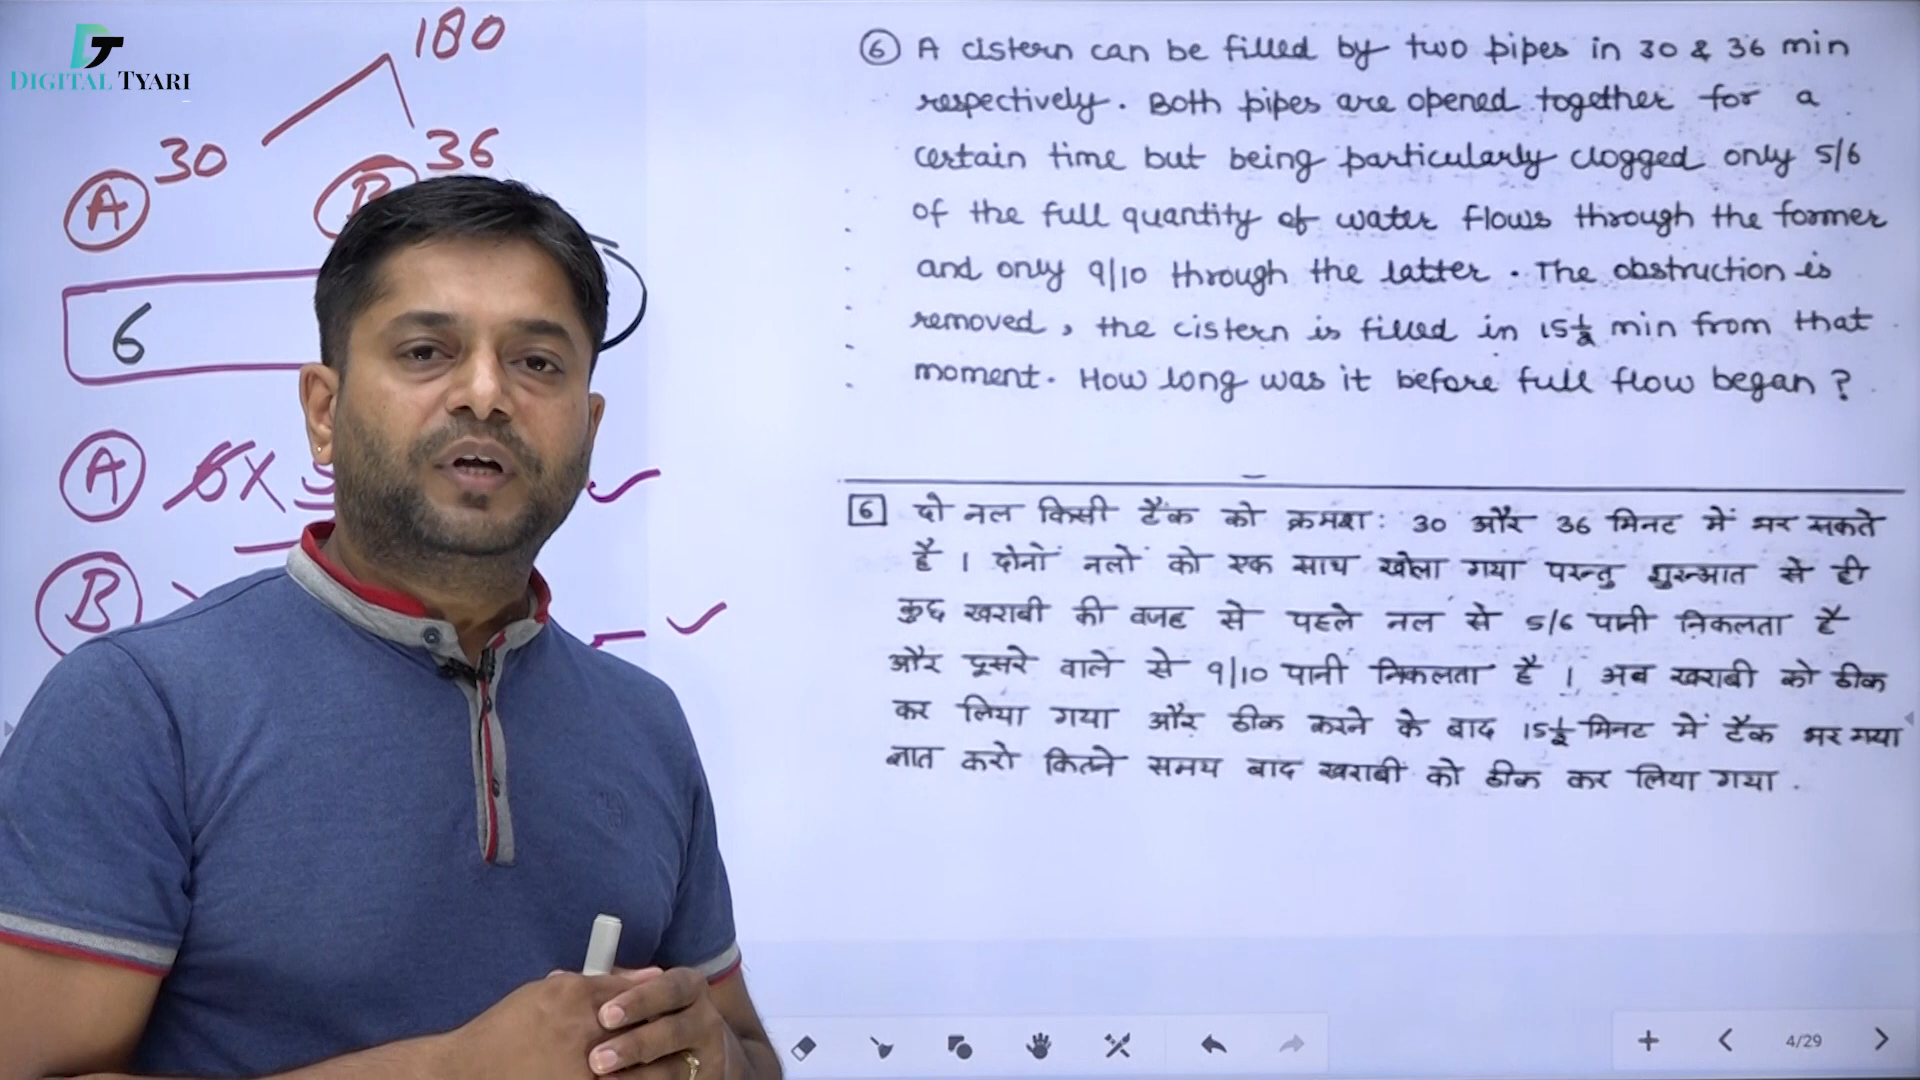 DIGITAL TYARI
180
30
36
A
B
6
A 6x5
B
⑥ A cistern can be filled by two pipes in 30 & 36 min
respectively. Both pipes are opened together for a
certain time but being particularly clogged only 5/6
of the full quantity of water flows through the former
and only 9/10 through the latter. The obstruction is
removed, the cistern is filled in 15½ min from that
moment. How long was it before full flow began?
6 दो नल किसी टैंक को क्रमशः 30 और 36 मिनट में भर सकते
है। दोनों नलों को एक साथ खोला गया परन्तु शुरुआत से ही
कुछ खराबी की वजह से पहले नल से 5/6 पानी निकलता है
और दूसरे वाले से 9/10 पानी निकलता है। अब खराबी को ठीक
कर लिया गया और ठीक करने के बाद 15½ मिनट में टैंक भर गया
ज्ञात करो कितने समय बाद खराबी को ठीक कर लिया गया.
4/29